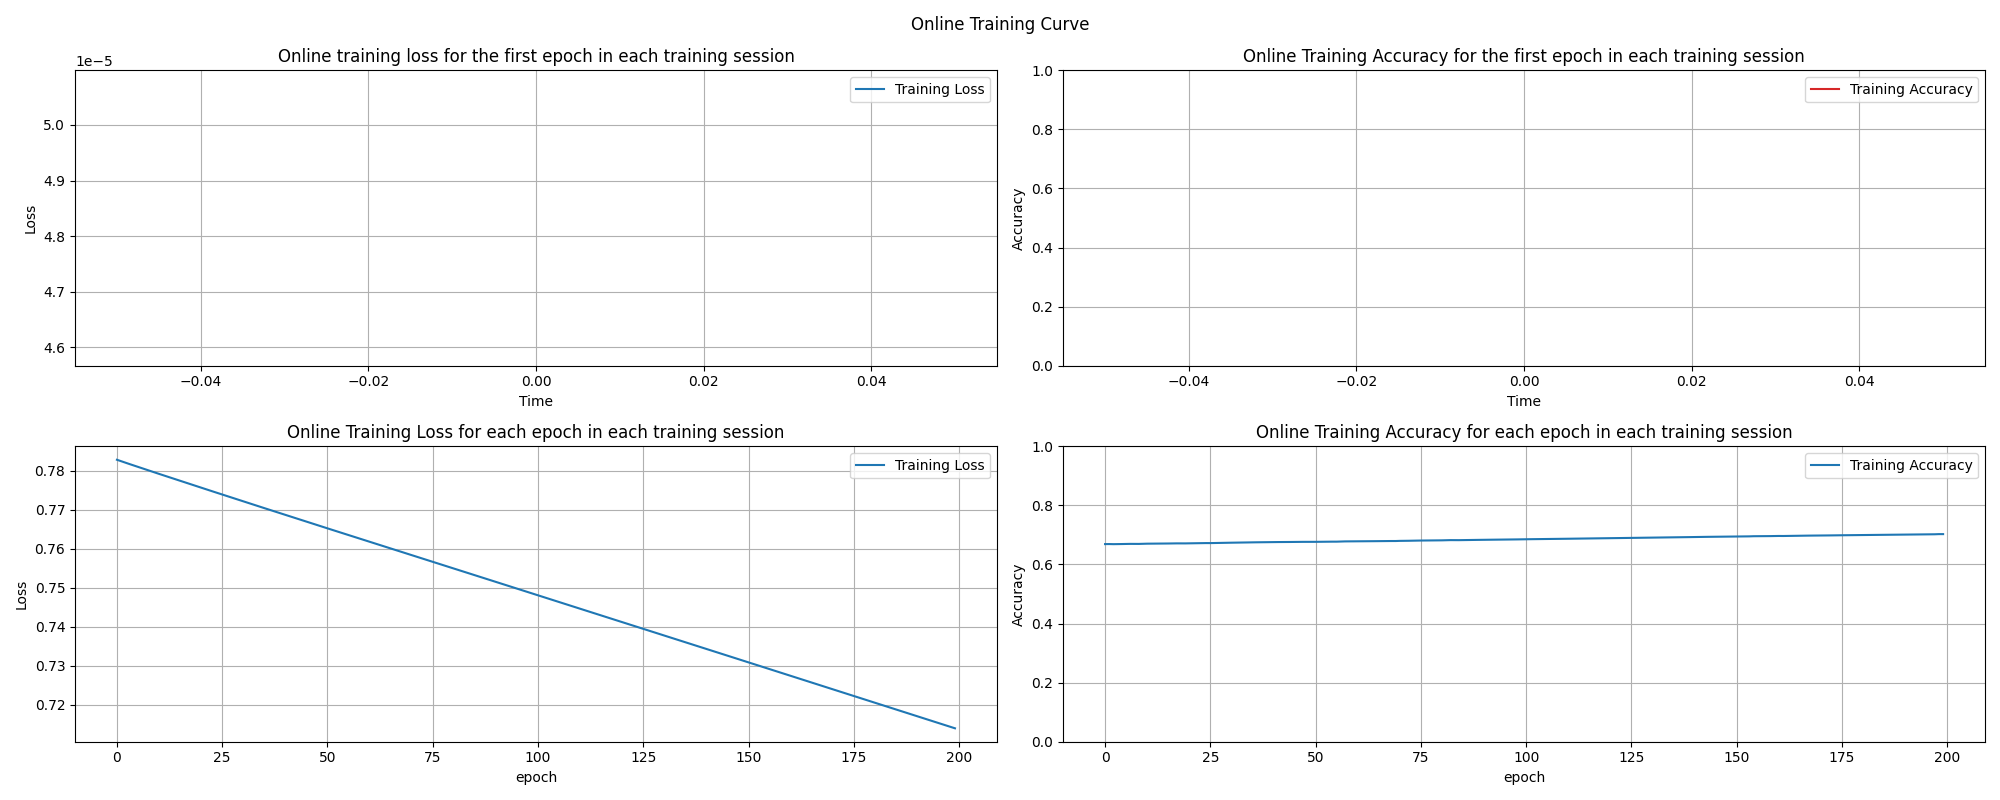 Online Training Curve
Online training loss for the first epoch in each training session
1e−5
Training Loss
5.0
4.9
4.8
4.7
4.6
Loss
−0.04 −0.02 0.00 0.02 0.04
Time
Online Training Accuracy for the first epoch in each training session
Training Accuracy
1.0
0.8
0.6
0.4
0.2
0.0
Accuracy
−0.04 −0.02 0.00 0.02 0.04
Time
Online Training Loss for each epoch in each training session
Training Loss
0.78
0.77
0.76
0.75
0.74
0.73
0.72
Loss
0 25 50 75 100 125 150 175 200
epoch
Online Training Accuracy for each epoch in each training session
Training Accuracy
1.0
0.8
0.6
0.4
0.2
0.0
Accuracy
0 25 50 75 100 125 150 175 200
epoch